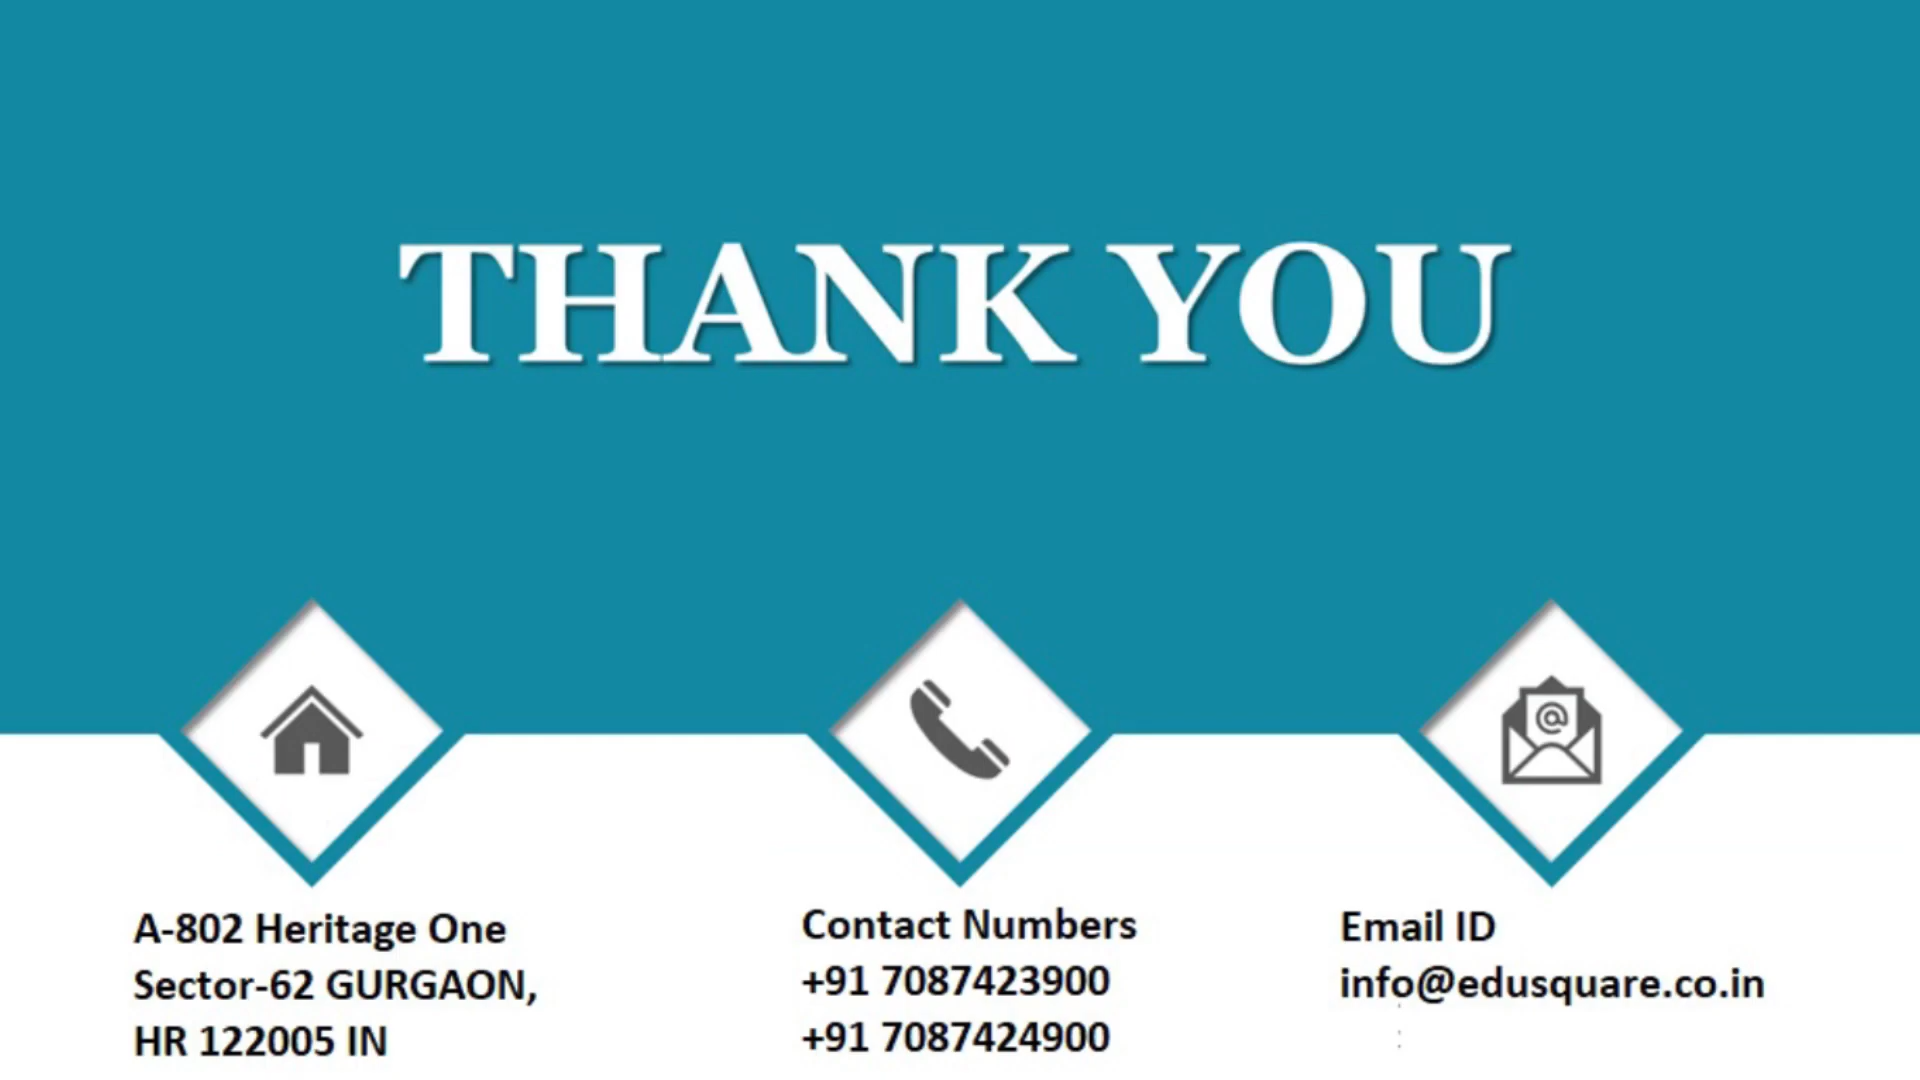 THANK YOU
A-802 Heritage One
Sector-62 GURGAON,
HR 122005 IN
Contact Numbers
+91 7087423900
+91 7087424900
Email ID
info@edusquare.co.in